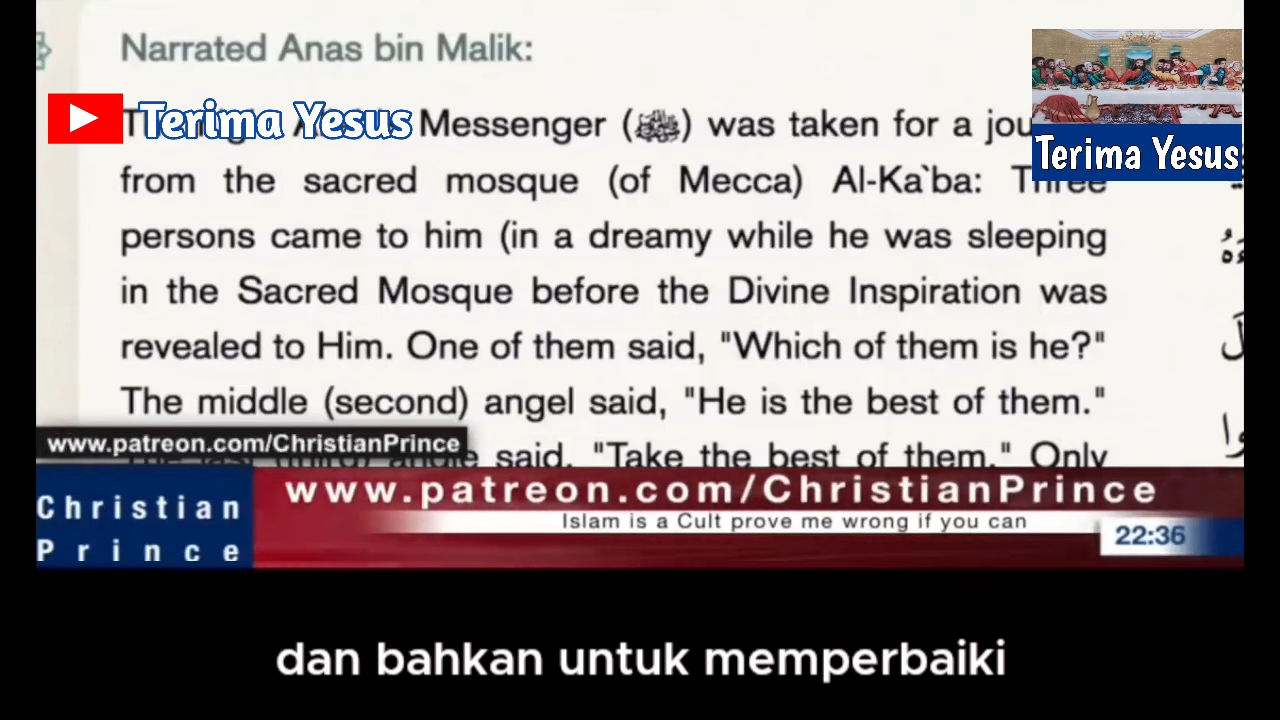 Narrated Anas bin Malik:
Terima Yesus
Messenger (ﷺ) was taken for a
from the sacred mosque (of Mecca) Al-Ka`ba: Three
Terima Yesus
persons came to him (in a dreamy while he was sleeping
in the Sacred Mosque before the Divine Inspiration was
revealed to Him. One of them said, "Which of them is he?"
The middle (second) angel said, "He is the best of them."
said, "Take the best of them." Only
www.patreon.com/ChristianPrince
Christian
Prince
www.patreon.com/ChristianPrince
Islam is a Cult prove me wrong if you can
22:36
dan bahkan untuk memperbaiki